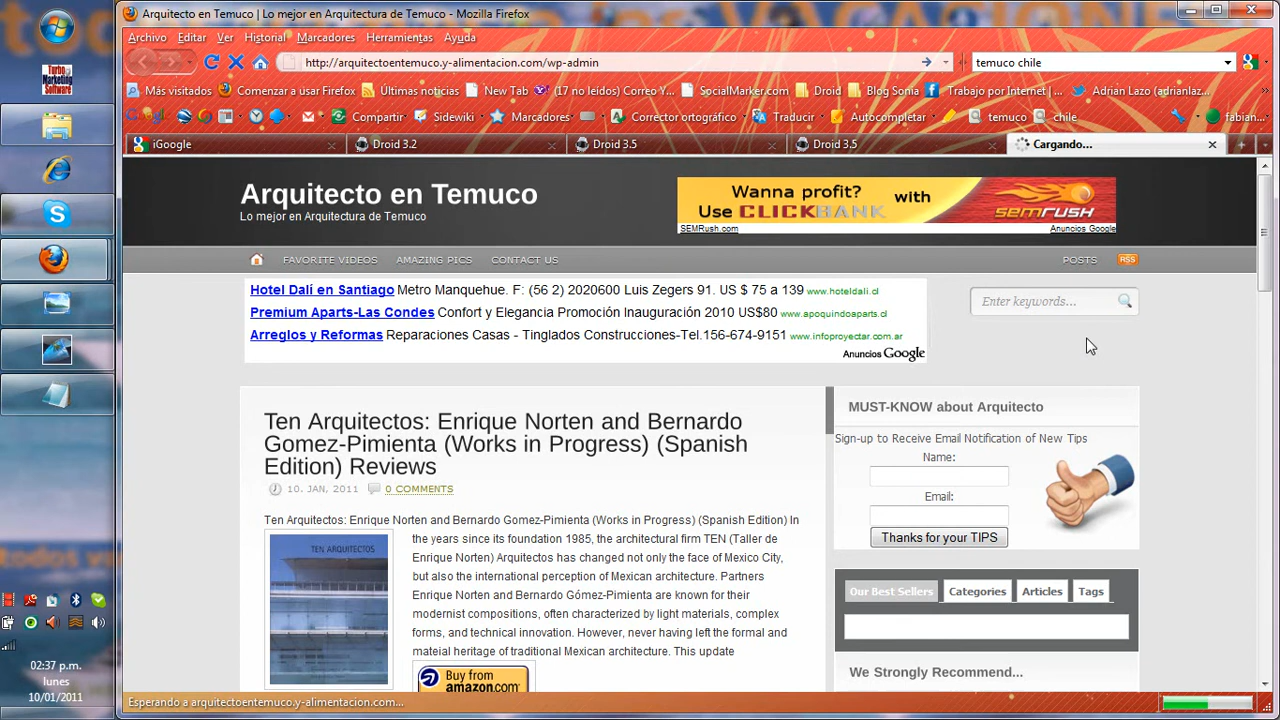 Arquitecto en Temuco | Lo mejor en Arquitectura de Temuco - Mozilla Firefox
Archivo Editar Ver Historial Marcadores Herramientas Ayuda
http://arquitectoentemuco.y-alimentacion.com/wp-admin
temuco chile
Más visitados Comenzar a usar Firefox Últimas noticias New Tab (17 no leídos) Correo Y... SocialMarker.com Droid Blog Sonia Trabajo por Internet |... Adrian Lazo (adrianlaz...
Google Compartir Sidewiki Marcadores Corrector ortográfico Traducir Autocompletar temuco chile fabian...
iGoogle Droid 3.2 Droid 3.5 Droid 3.5 Cargando...
Turbo Marketing Software
Arquitecto en Temuco
Lo mejor en Arquitectura de Temuco
Wanna profit? with
Use CLICKBANK SEMRUSH
SEMRush.com Anuncios Google
FAVORITE VIDEOS AMAZING PICS CONTACT US POSTS RSS
Hotel Dalí en Santiago Metro Manquehue. F: (56 2) 2020600 Luis Zegers 91. US $ 75 a 139 www.hoteldali.cl
Premium Aparts-Las Condes Confort y Elegancia Promoción Inauguración 2010 US$80 www.apoquindoaparts.cl
Arreglos y Reformas Reparaciones Casas - Tinglados Construcciones-Tel.156-674-9151 www.infoproyectar.com.ar
Anuncios Google
Enter keywords...
Ten Arquitectos: Enrique Norten and Bernardo
Gomez-Pimienta (Works in Progress) (Spanish
Edition) Reviews
10. JAN, 2011 0 COMMENTS
Ten Arquitectos: Enrique Norten and Bernardo Gomez-Pimienta (Works in Progress) (Spanish Edition) In
the years since its foundation 1985, the architectural firm TEN (Taller de
Enrique Norten) Arquitectos has changed not only the face of Mexico City,
but also the international perception of Mexican architecture. Partners
Enrique Norten and Bernardo Gómez-Pimienta are known for their
modernist compositions, often characterized by light materials, complex
forms, and technical innovation. However, never having left the formal and
mateial heritage of traditional Mexican architecture. This update
TEN ARQUITECTOS
Buy from
amazon.com
MUST-KNOW about Arquitecto
Sign-up to Receive Email Notification of New Tips
Name:
Email:
Thanks for your TIPS
Our Best Sellers Categories Articles Tags
We Strongly Recommend...
02:37 p.m.
lunes
10/01/2011
Esperando a arquitectoentemuco.y-alimentacion.com...